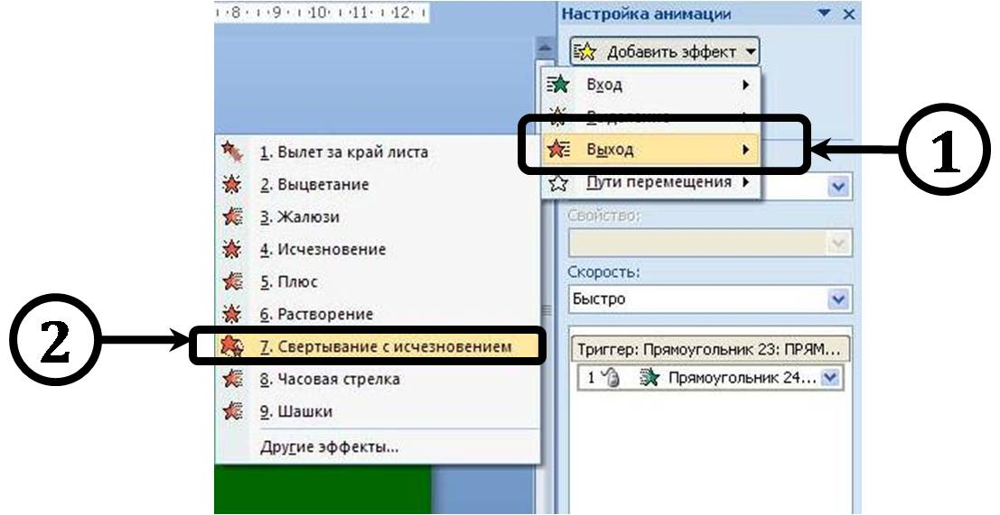 ·8· ı ·9· ı ·10· ı ·11· ı ·12· ı
Настройка анимации
Добавить эффект
Вход
Выделение
Выход
Пути перемещения
1
1. Вылет за край листа
2. Выцветание
3. Жалюзи
4. Исчезновение
5. Плюс
6. Растворение
7. Свертывание с исчезновением
8. Часовая стрелка
9. Шашки
Другие эффекты...
2
Свойство:
Скорость:
Быстро
Триггер: Прямоугольник 23: ПРЯМ...
1 Прямоугольник 24...